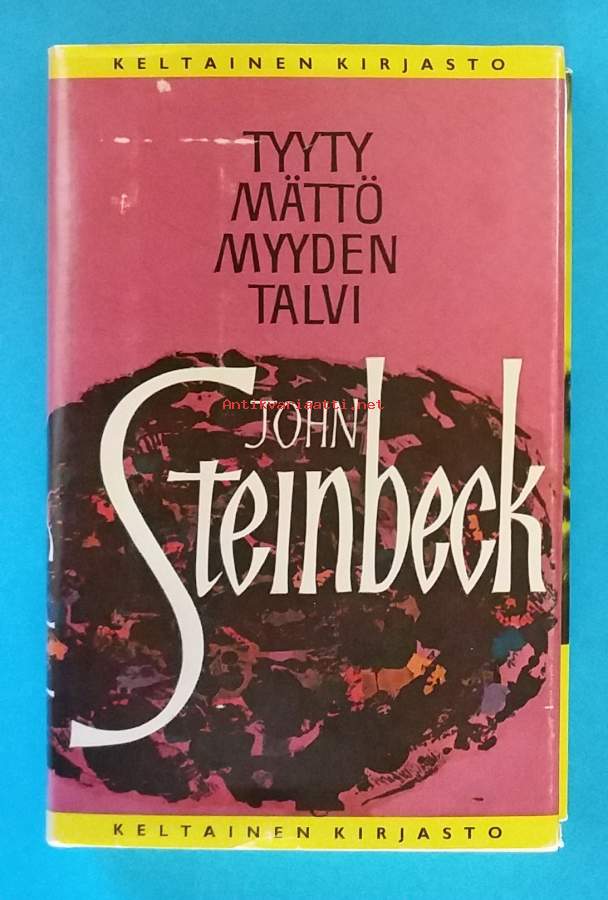 KELTAINEN KIRJASTO
TYYTY
MÄTTÖ
MYYDEN
TALVI
Antikvariaatti.net
JOHN
Steinbeck
KELTAINEN KIRJASTO